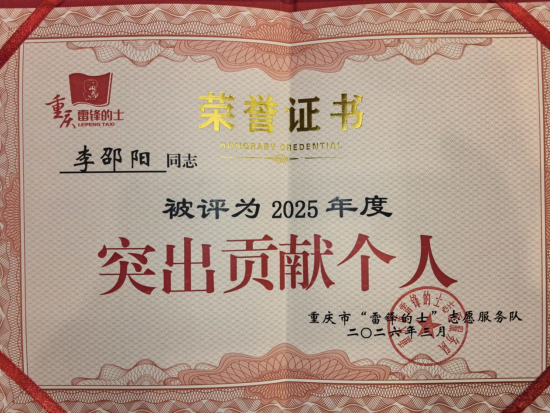 荣誉证书
HONORARY CREDENTIAL
重庆雷锋的士
LEIFENG TAXI
李邵阳同志
被评为2025年度
突出贡献个人
重庆市“雷锋的士”志愿服务队
二〇二六年三月